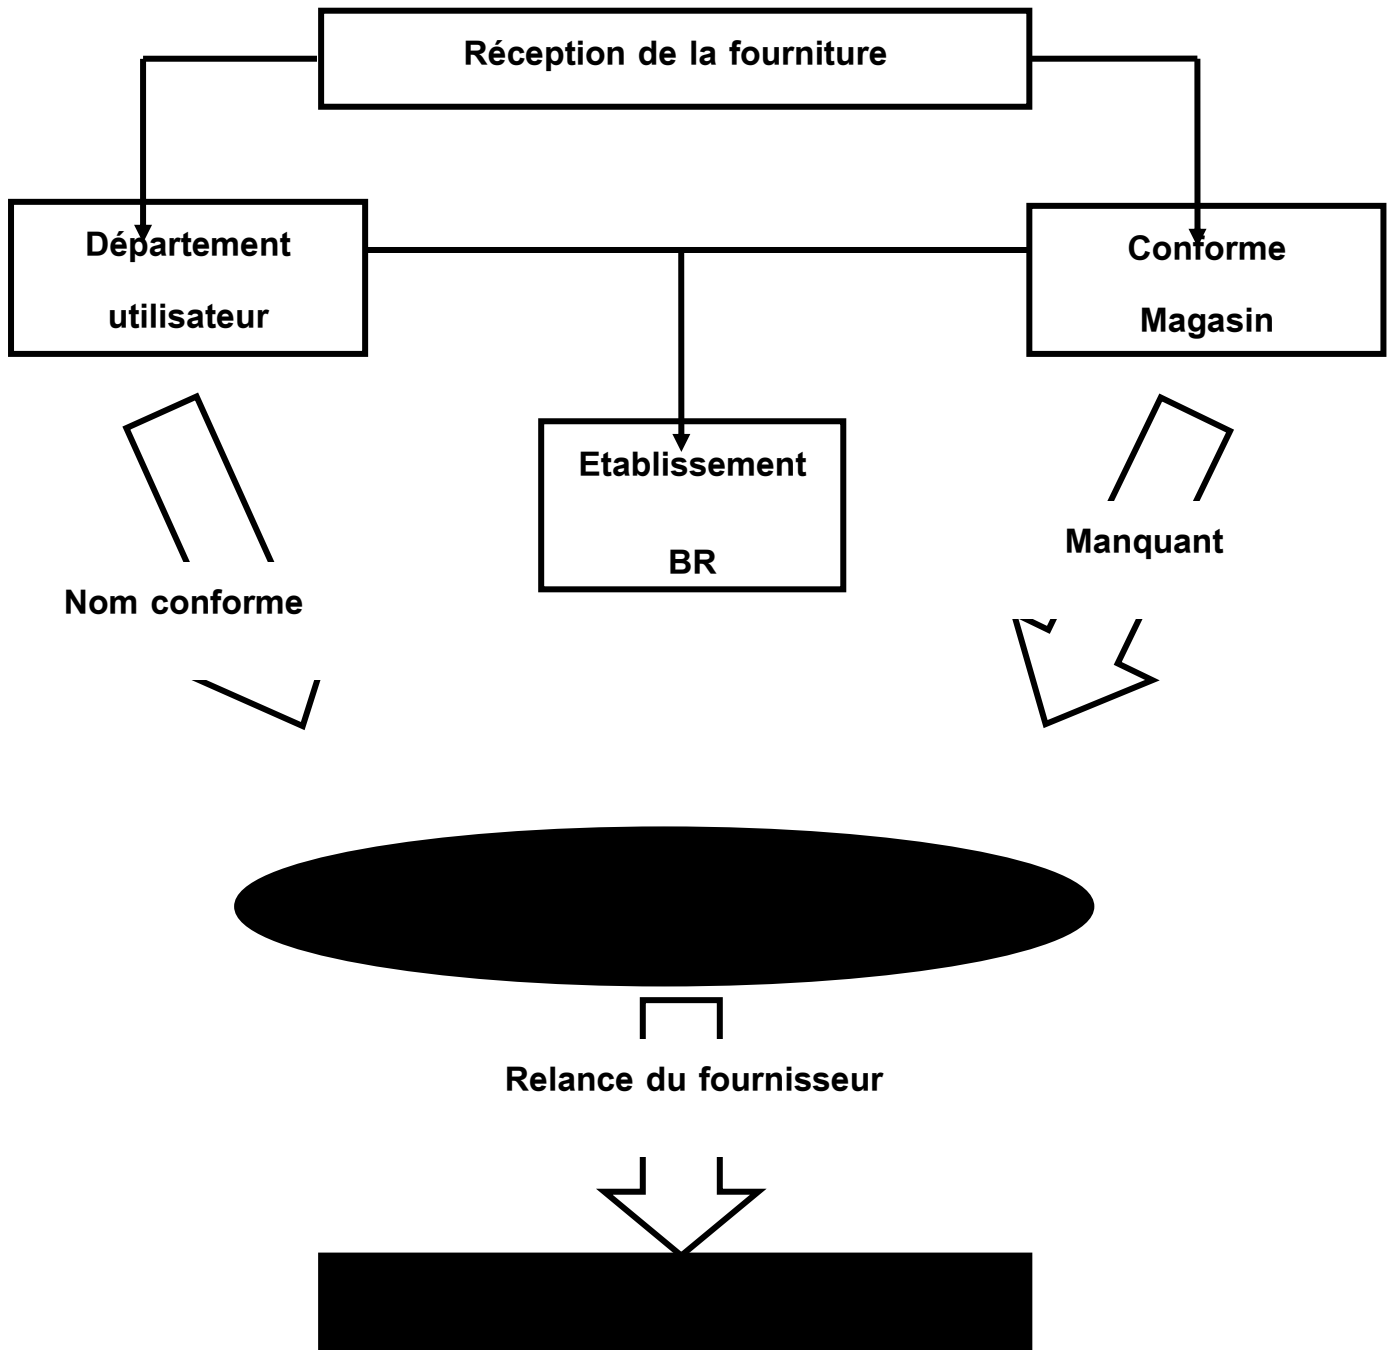 Réception de la fourniture
Département
utilisateur
Conforme
Magasin
Etablissement
BR
Manquant
Nom conforme
Relance du fournisseur